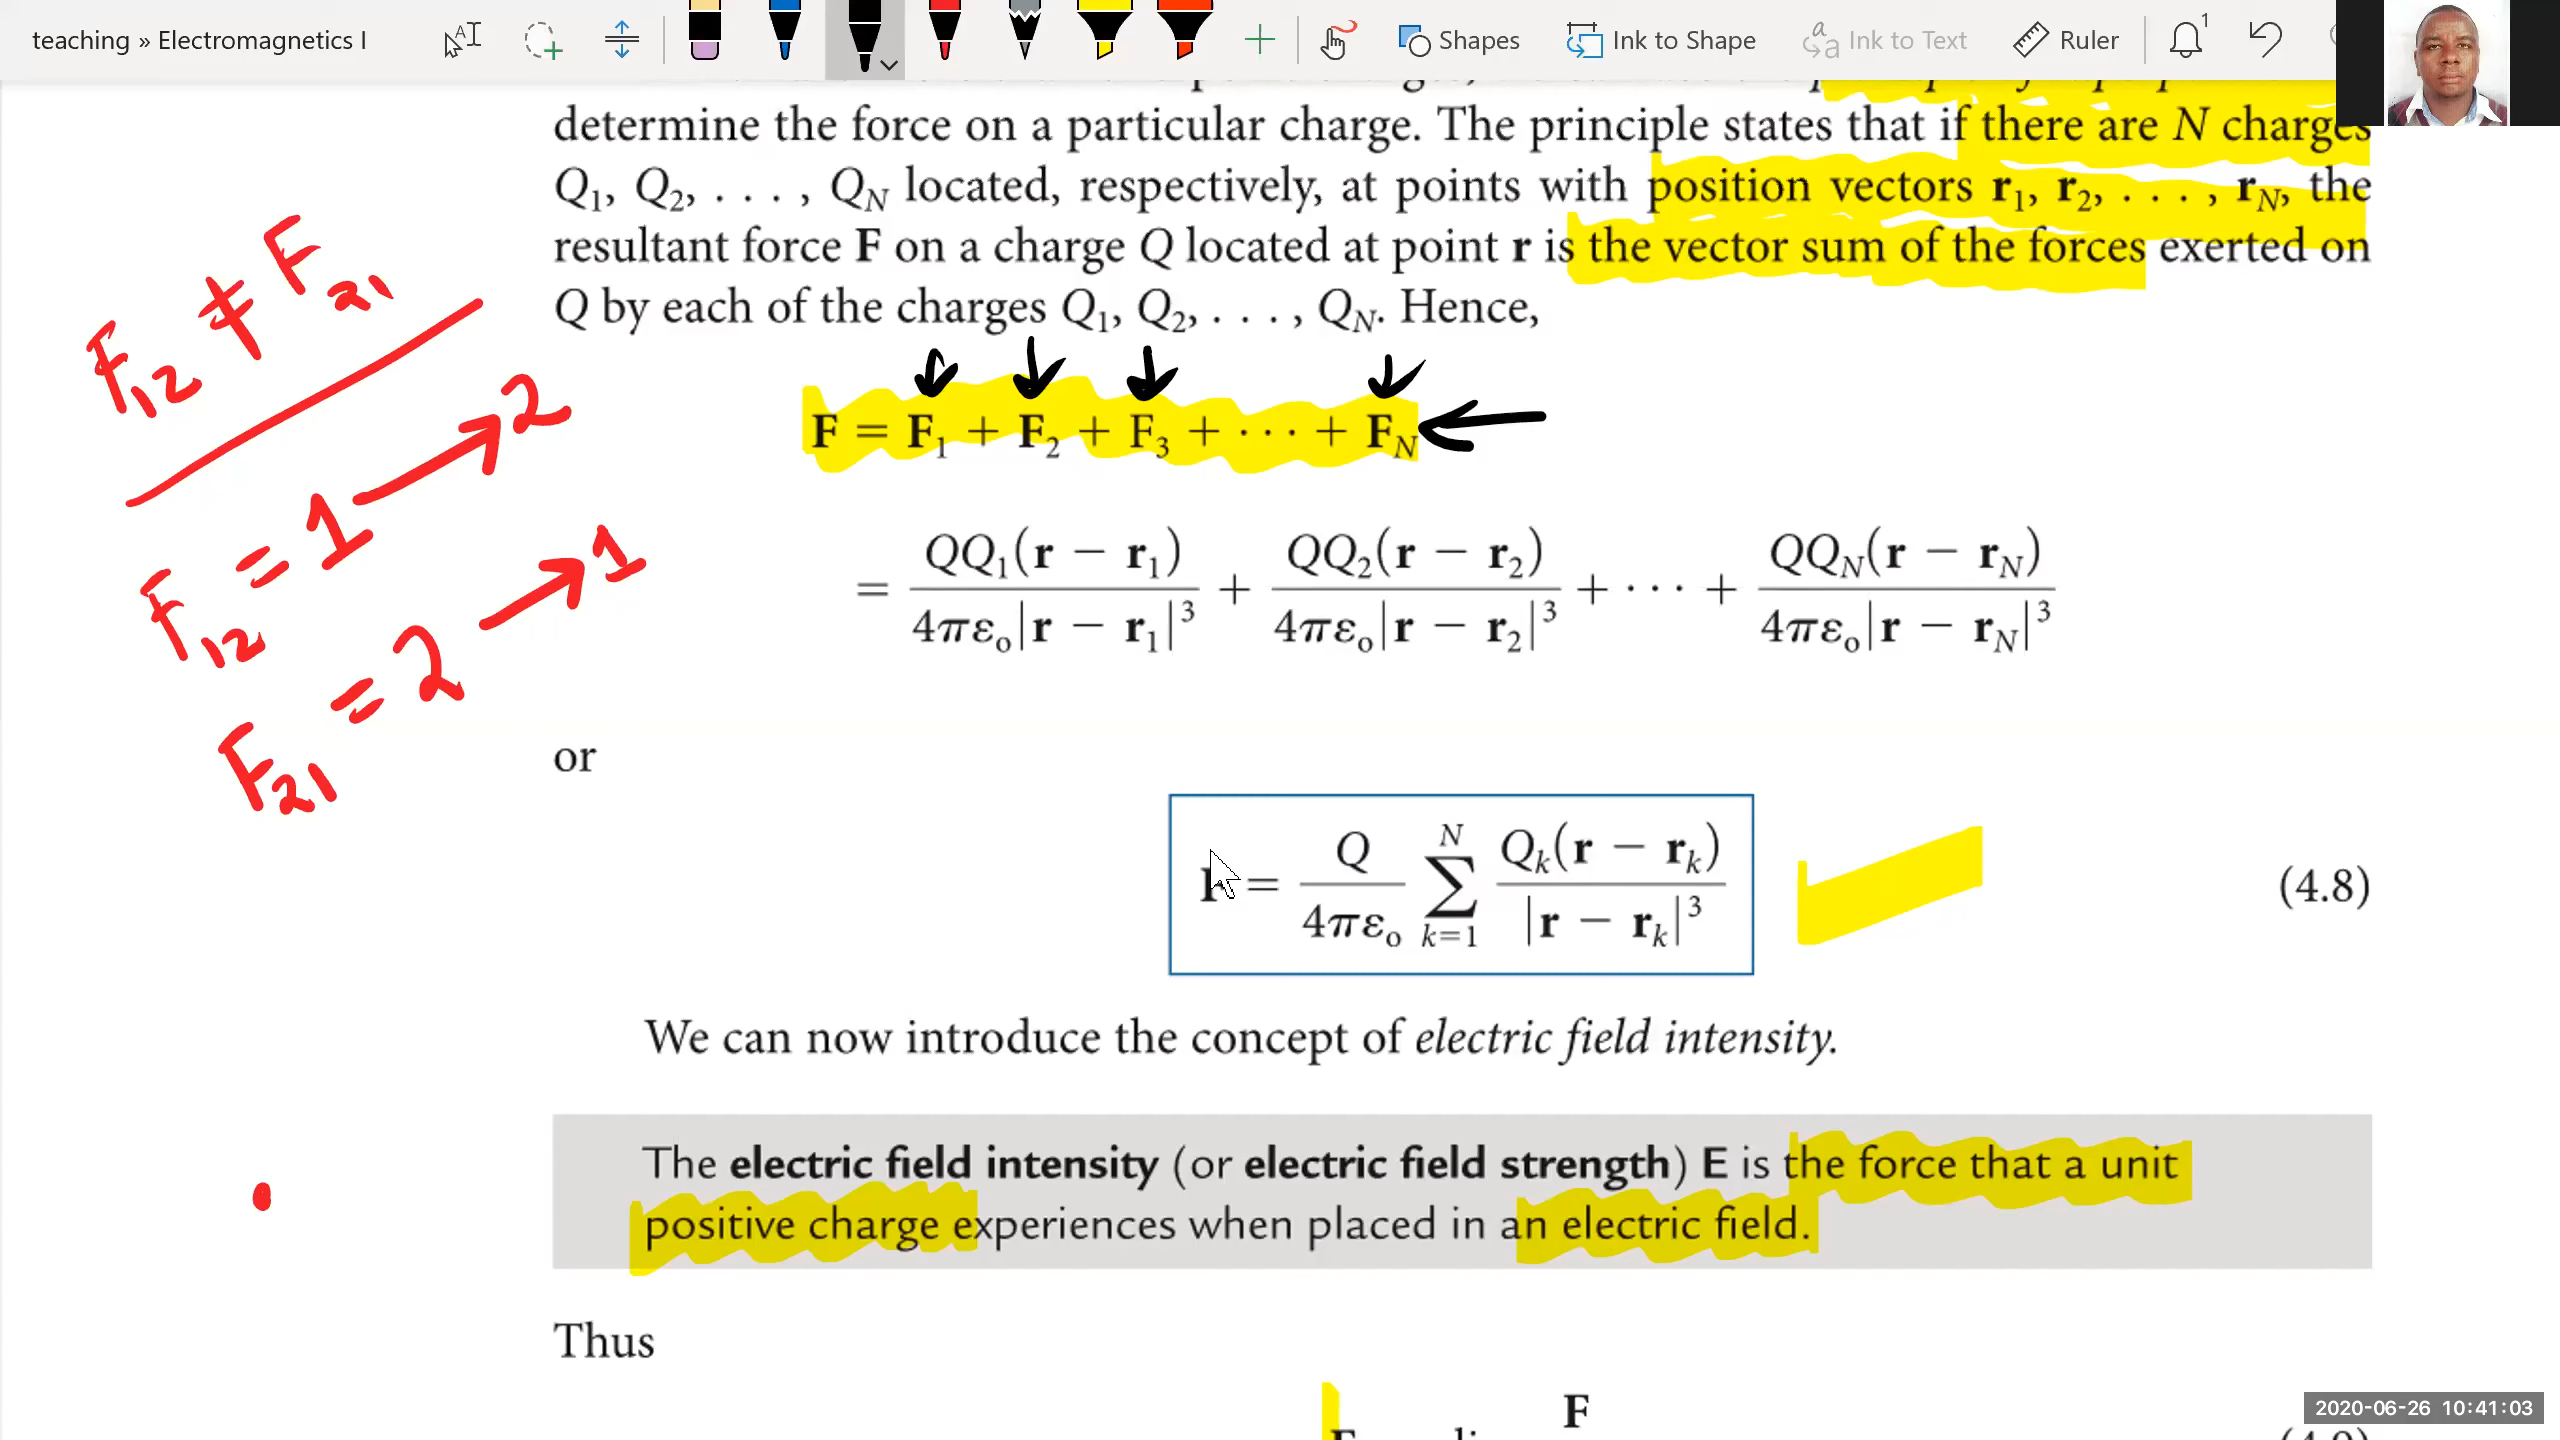 teaching » Electromagnetics I
Shapes
Ink to Shape
Ink to Text
Ruler
1
determine the force on a particular charge. The principle states that if there are N charges
Q₁, Q₂, . . . , Q_N located, respectively, at points with position vectors r₁, r₂, . . . , r_N, the
resultant force F on a charge Q located at point r is the vector sum of the forces exerted on
Q by each of the charges Q₁, Q₂, . . . , Q_N. Hence,
F₁₂ ≠ F₂₁
F₁₂ = 1 → 2
F₂₁ = 2 → 1
F = F₁ + F₂ + F₃ + · · · + F_N
= QQ₁(r − r₁) / 4πε₀|r − r₁|³ + QQ₂(r − r₂) / 4πε₀|r − r₂|³ + · · · + QQ_N(r − r_N) / 4πε₀|r − r_N|³
or
F = Q / 4πε₀ ∑ₖ₌₁ᴺ Qₖ(r − rₖ) / |r − rₖ|³ (4.8)
We can now introduce the concept of electric field intensity.
The electric field intensity (or electric field strength) E is the force that a unit
positive charge experiences when placed in an electric field.
Thus
F
2020-06-26 10:41:03